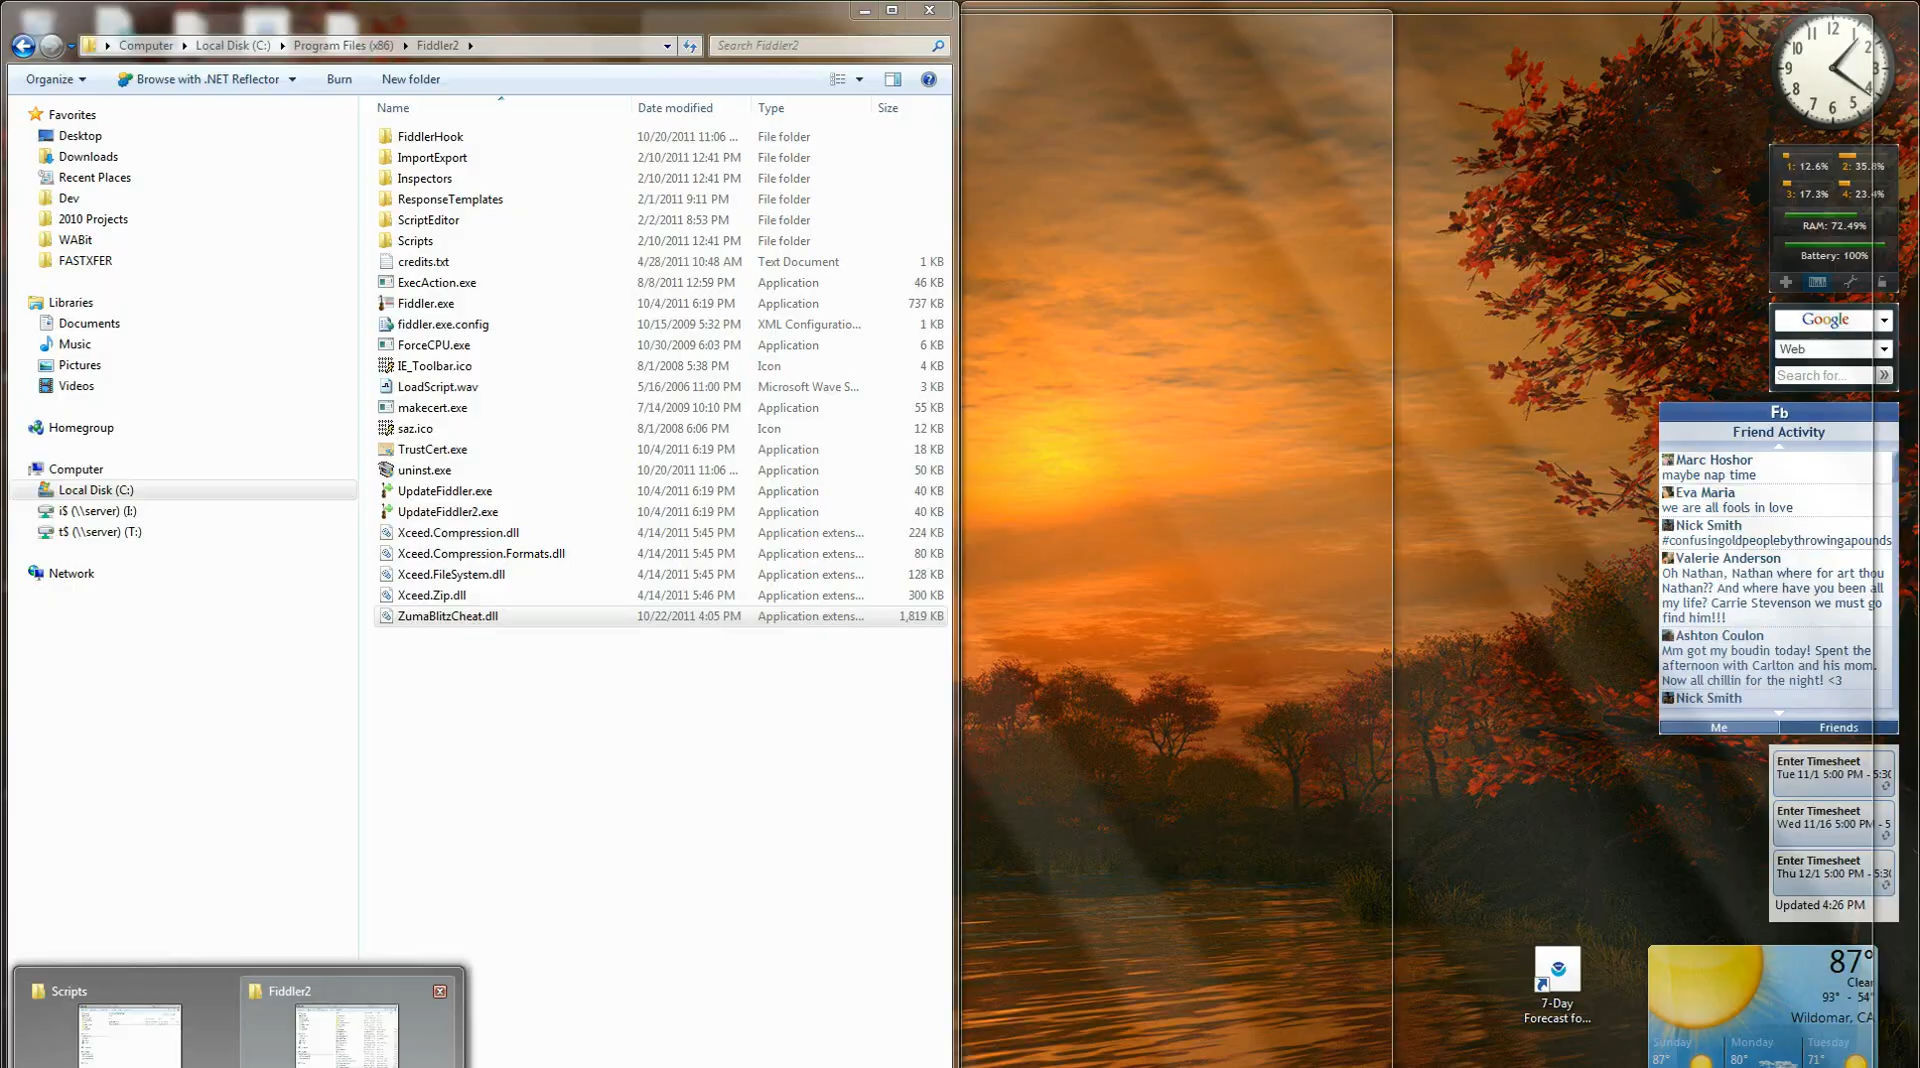 Computer ▸ Local Disk (C:) ▸ Program Files (x86) ▸ Fiddler2 ▸
Search Fiddler2
Organize Browse with .NET Reflector Burn New folder
Favorites
Desktop
Downloads
Recent Places
Dev
2010 Projects
WABit
FASTXFER
Libraries
Documents
Music
Pictures
Videos
Homegroup
Computer
Local Disk (C:)
i$ (\\server) (I:)
t$ (\\server) (T:)
Network
Name Date modified Type Size
FiddlerHook 10/20/2011 11:06 ... File folder
ImportExport 2/10/2011 12:41 PM File folder
Inspectors 2/10/2011 12:41 PM File folder
ResponseTemplates 2/1/2011 9:11 PM File folder
ScriptEditor 2/2/2011 8:53 PM File folder
Scripts 2/10/2011 12:41 PM File folder
credits.txt 4/28/2011 10:48 AM Text Document 1 KB
ExecAction.exe 8/8/2011 12:59 PM Application 46 KB
Fiddler.exe 10/4/2011 6:19 PM Application 737 KB
fiddler.exe.config 10/15/2009 5:32 PM XML Configuratio... 1 KB
ForceCPU.exe 10/30/2009 6:03 PM Application 6 KB
IE_Toolbar.ico 8/1/2008 5:38 PM Icon 4 KB
LoadScript.wav 5/16/2006 11:00 PM Microsoft Wave S... 3 KB
makecert.exe 7/14/2009 10:10 PM Application 55 KB
saz.ico 8/1/2008 6:06 PM Icon 12 KB
TrustCert.exe 10/4/2011 6:19 PM Application 18 KB
uninst.exe 10/20/2011 11:06 ... Application 50 KB
UpdateFiddler.exe 10/4/2011 6:19 PM Application 40 KB
UpdateFiddler2.exe 10/4/2011 6:19 PM Application 40 KB
Xceed.Compression.dll 4/14/2011 5:45 PM Application extens... 224 KB
Xceed.Compression.Formats.dll 4/14/2011 5:45 PM Application extens... 80 KB
Xceed.FileSystem.dll 4/14/2011 5:45 PM Application extens... 128 KB
Xceed.Zip.dll 4/14/2011 5:46 PM Application extens... 300 KB
ZumaBlitzCheat.dll 10/22/2011 4:05 PM Application extens... 1,819 KB
Scripts
Fiddler2
12 1 2 3 4 5 6 7 8 9 10 11
1: 12.6% 2: 35.8%
3: 17.3% 4: 23.4%
RAM: 72.49%
Battery: 100%
Google
Web
Search for...
Fb
Friend Activity
Marc Hoshor
maybe nap time
Eva Maria
we are all fools in love
Nick Smith
#confusingoldpeoplebythrowingapounds
Valerie Anderson
Oh Nathan, Nathan where for art thou
Nathan?? And where have you been all
my life? Carrie Stevenson we must go
find him!!!
Ashton Coulon
Mm got my boudin today! Spent the
afternoon with Carlton and his mom.
Now all chillin for the night! <3
Nick Smith
Me Friends
Enter Timesheet
Tue 11/1 5:00 PM - 5:30
Enter Timesheet
Wed 11/16 5:00 PM - 5
Enter Timesheet
Thu 12/1 5:00 PM - 5:30
Updated 4:26 PM
7-Day
Forecast fo...
87°
Clear
93° - 54°
Wildomar, CA
Sunday Monday Tuesday
87° 80° 71°